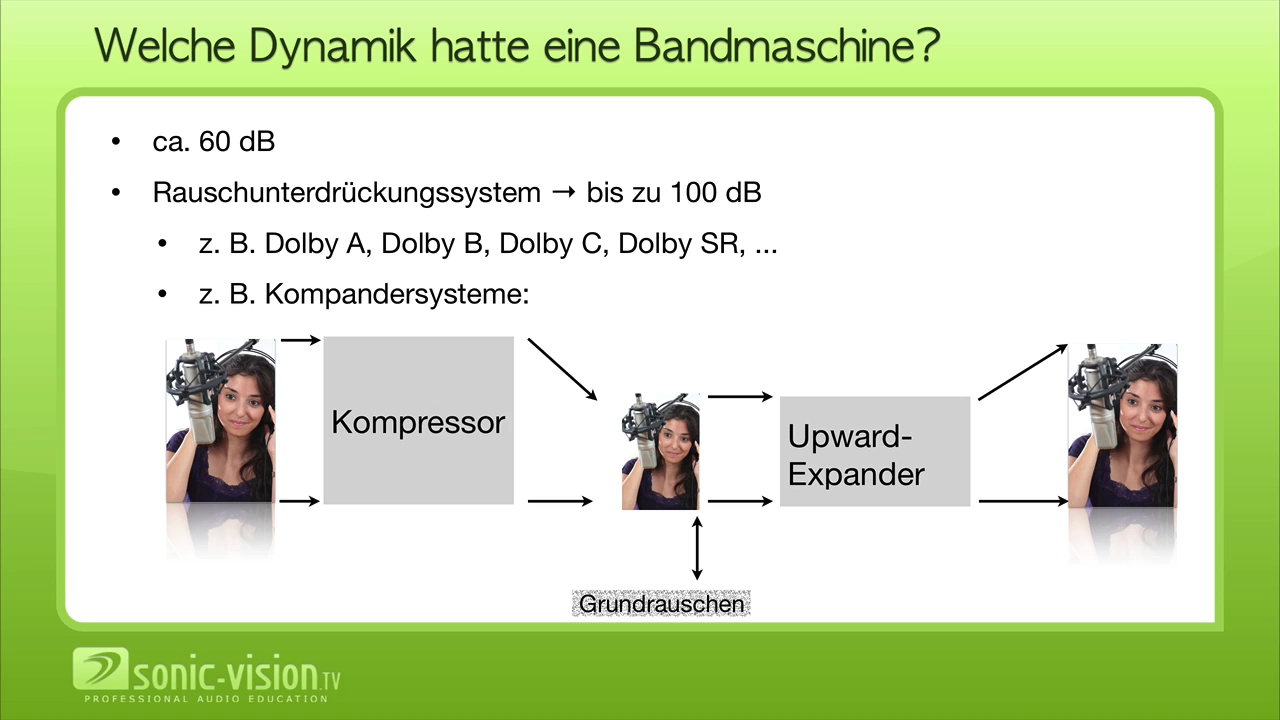 Welche Dynamik hatte eine Bandmaschine?
• ca. 60 dB
• Rauschunterdrückungssystem → bis zu 100 dB
• z. B. Dolby A, Dolby B, Dolby C, Dolby SR, ...
• z. B. Kompandersysteme:
Kompressor
Upward-
Expander
Grundrauschen
sonic-vision.TV
PROFESSIONAL AUDIO EDUCATION